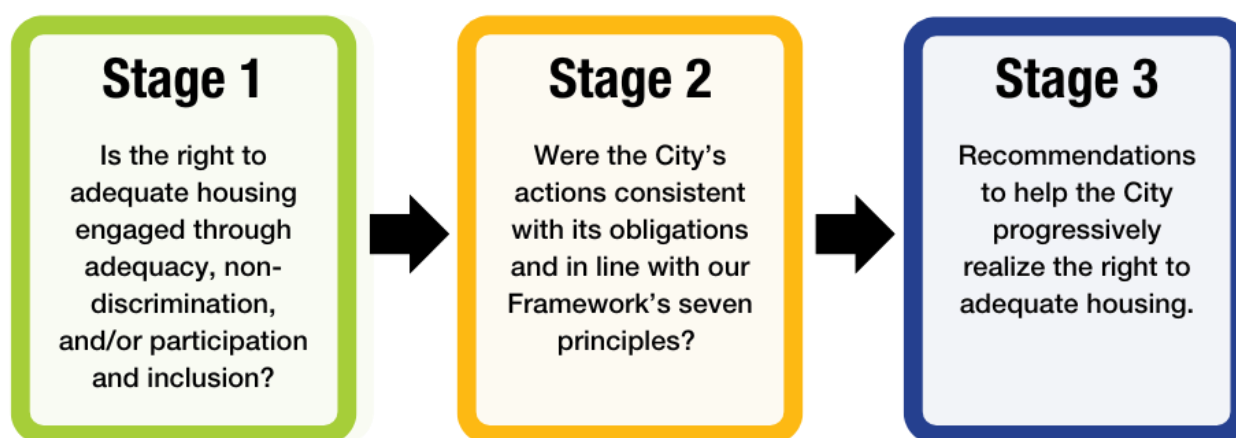 Stage 1
Is the right to
adequate housing
engaged through
adequacy, non-
discrimination,
and/or participation
and inclusion?
Stage 2
Were the City's
actions consistent
with its obligations
and in line with our
Framework's seven
principles?
Stage 3
Recommendations
to help the City
progressively
realize the right to
adequate housing.